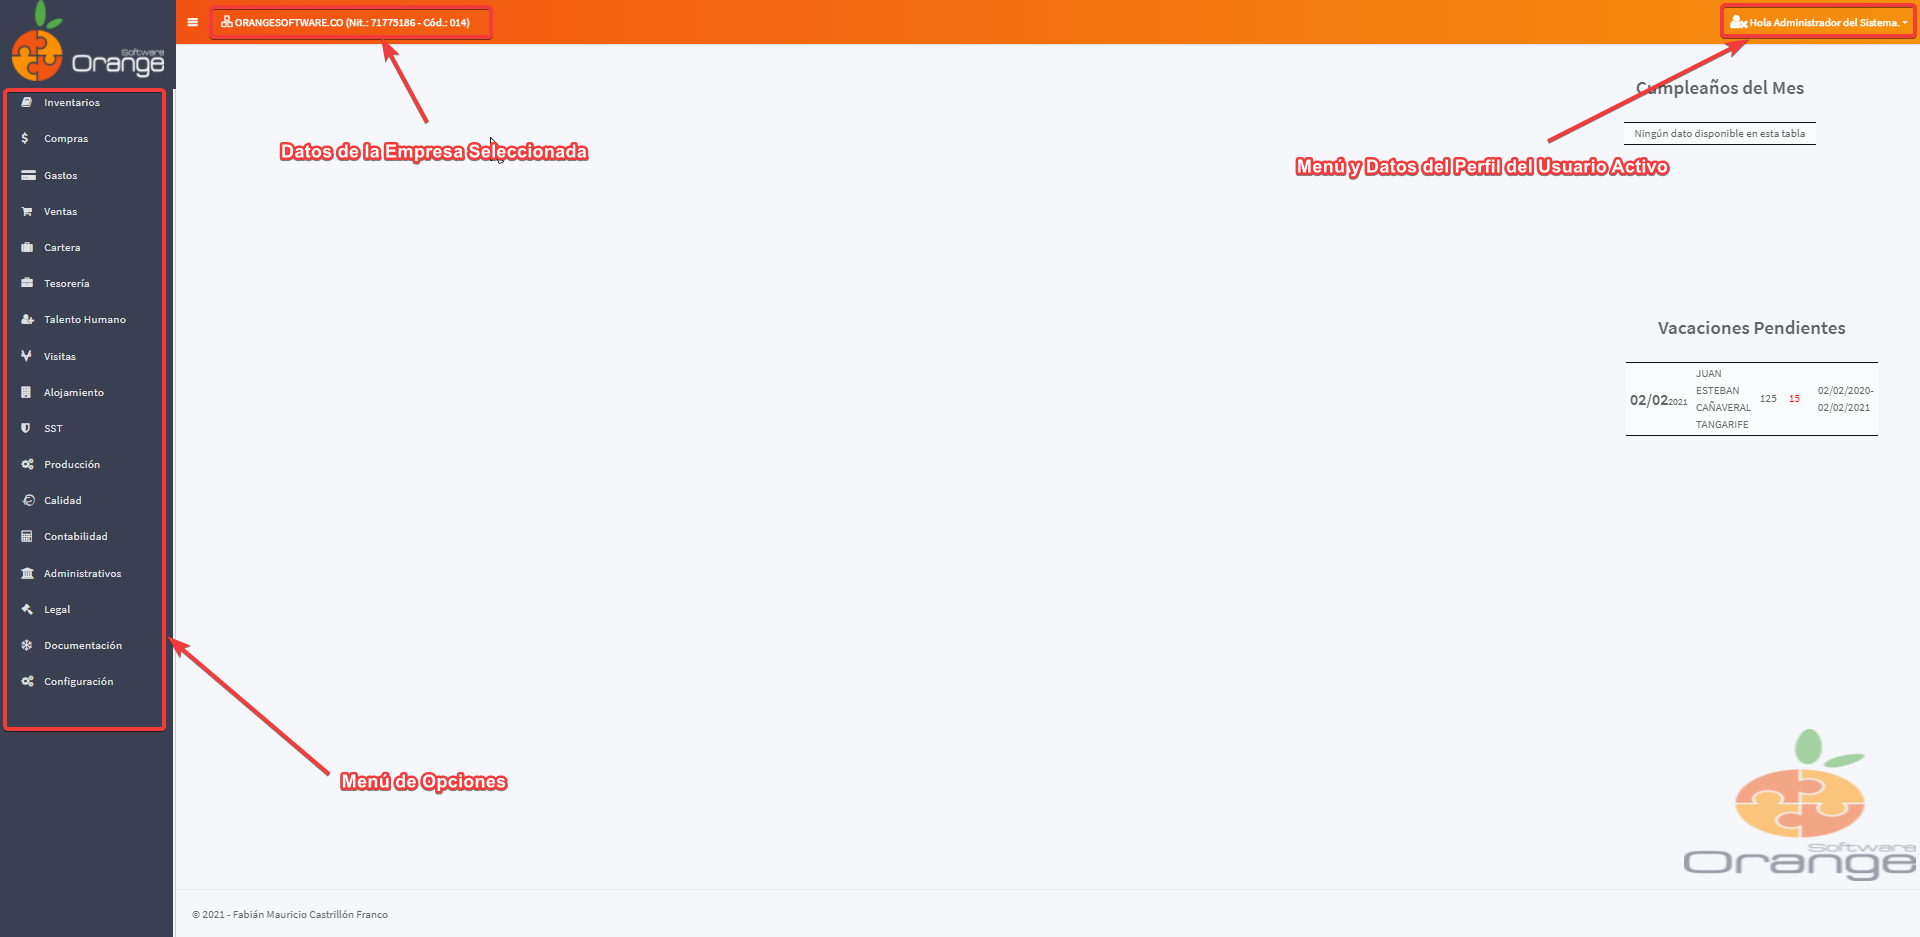 Software
Orange
ORANGESOFTWARE.CO (Nit.: 71775186 - Cód.: 014)
Hola Administrador del Sistema.
Inventarios
Compras
Gastos
Ventas
Cartera
Tesorería
Talento Humano
Visitas
Alojamiento
SST
Producción
Calidad
Contabilidad
Administrativos
Legal
Documentación
Configuración
Datos de la Empresa Seleccionada
Menú y Datos del Perfil del Usuario Activo
Menú de Opciones
Cumpleaños del Mes
Ningún dato disponible en esta tabla
Vacaciones Pendientes
02/02 2021
JUAN
ESTEBAN
CAÑAVERAL
TANGARIFE
125
15
02/02/2020-
02/02/2021
Software
Orange
© 2021 - Fabián Mauricio Castrillón Franco